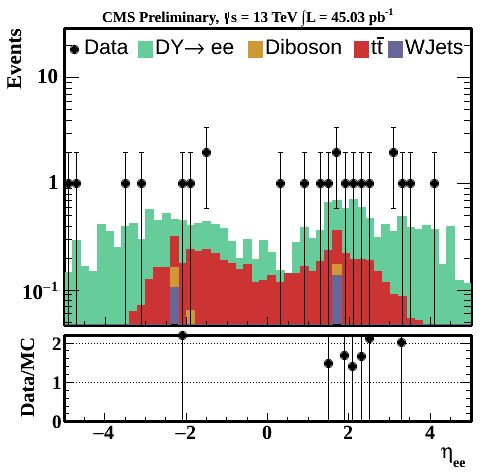 CMS Preliminary, √s = 13 TeV ∫L = 45.03 pb⁻¹
Events
Data DY→ ee Diboson tt̄ WJets
10
1
10⁻¹
Data/MC
2
1
0
−4 −2 0 2 4
ηee